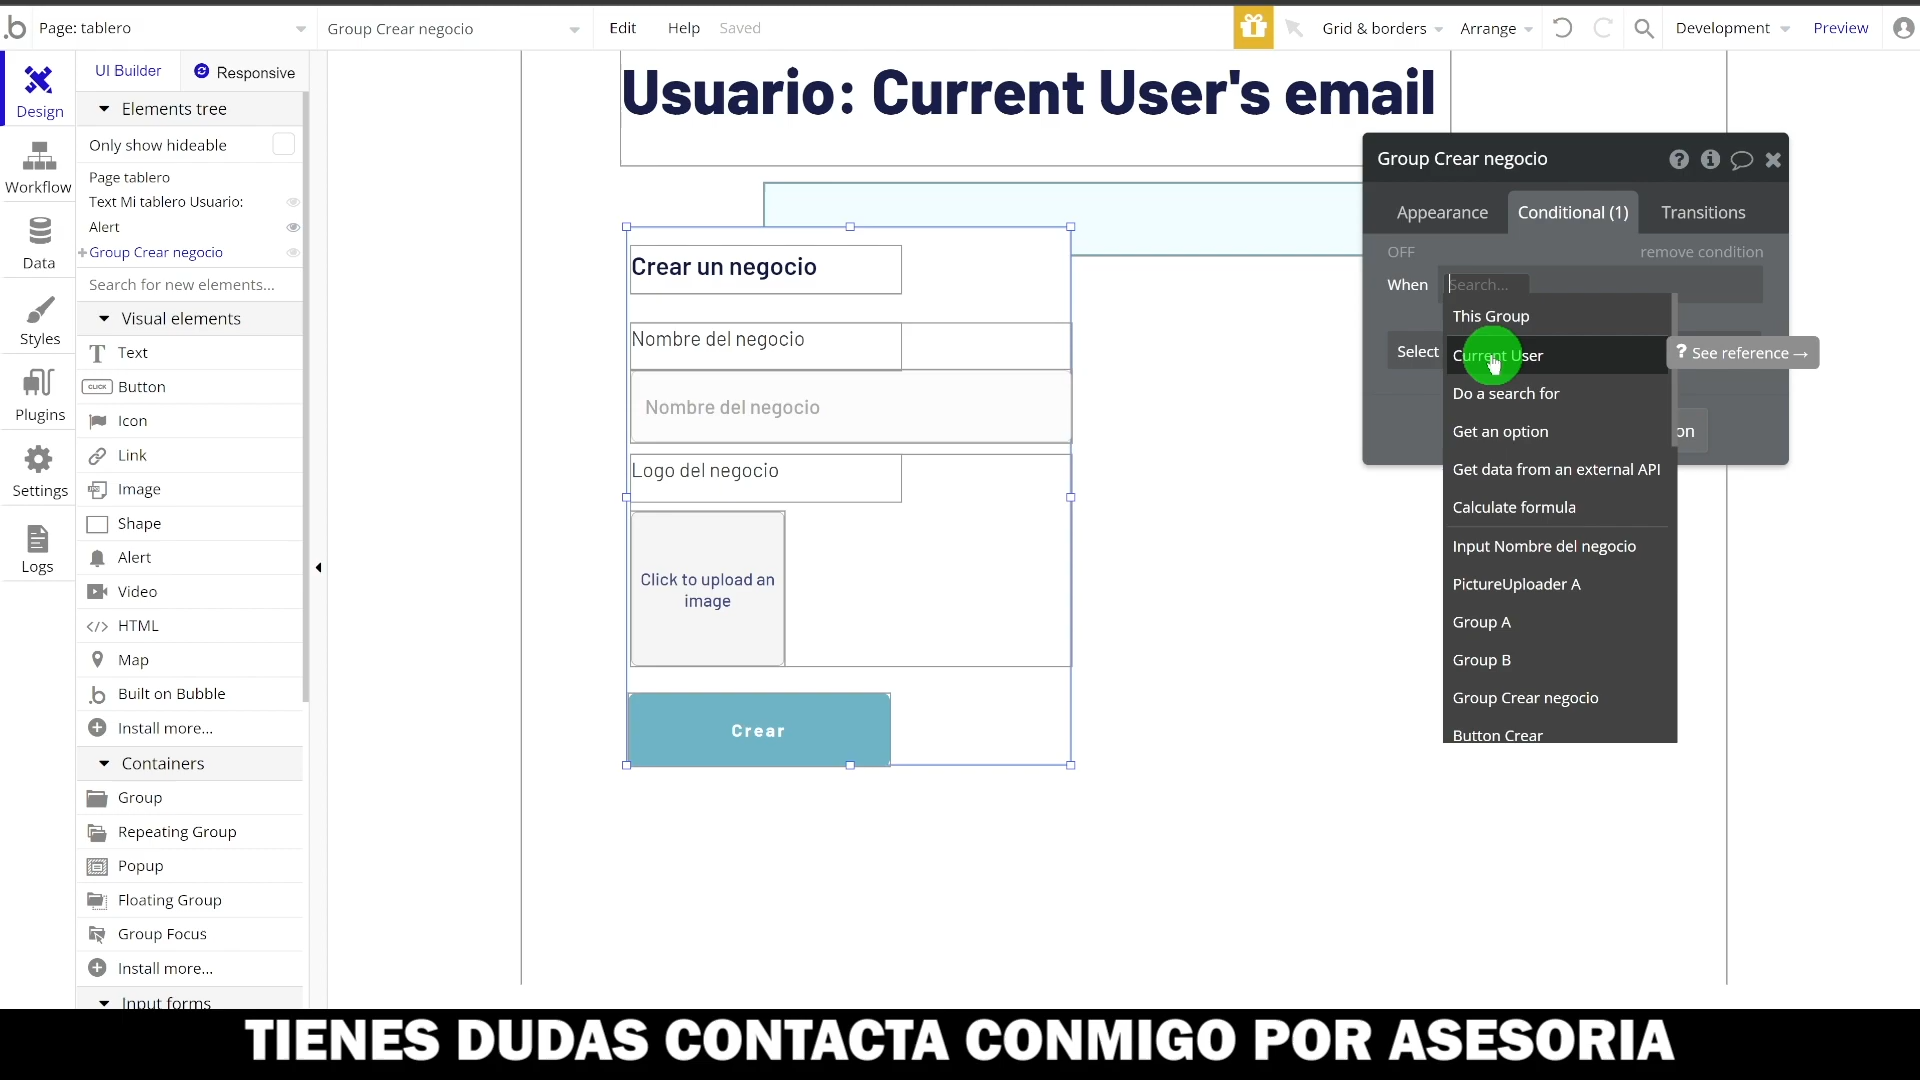 Page: tablero
Group Crear negocio
Edit
Help
Saved
Grid & borders
Arrange
Development
Preview
Design
Workflow
Data
Styles
Plugins
Settings
Logs
UI Builder
Responsive
Elements tree
Only show hideable
Page tablero
Text Mi tablero Usuario:
Alert
Group Crear negocio
Search for new elements...
Visual elements
Text
CLICK Button
Icon
Link
Image
Shape
Alert
Video
HTML
Map
Built on Bubble
Install more...
Containers
Group
Repeating Group
Popup
Floating Group
Group Focus
Install more...
Input forms
Usuario: Current User's email
Crear un negocio
Nombre del negocio
Nombre del negocio
Logo del negocio
Click to upload an
image
Crear
Group Crear negocio
Appearance
Conditional (1)
Transitions
OFF
remove condition
When
Search...
Select
on
This Group
Current User
? See reference →
Do a search for
Get an option
Get data from an external API
Calculate formula
Input Nombre del negocio
PictureUploader A
Group A
Group B
Group Crear negocio
Button Crear
TIENES DUDAS CONTACTA CONMIGO POR ASESORIA